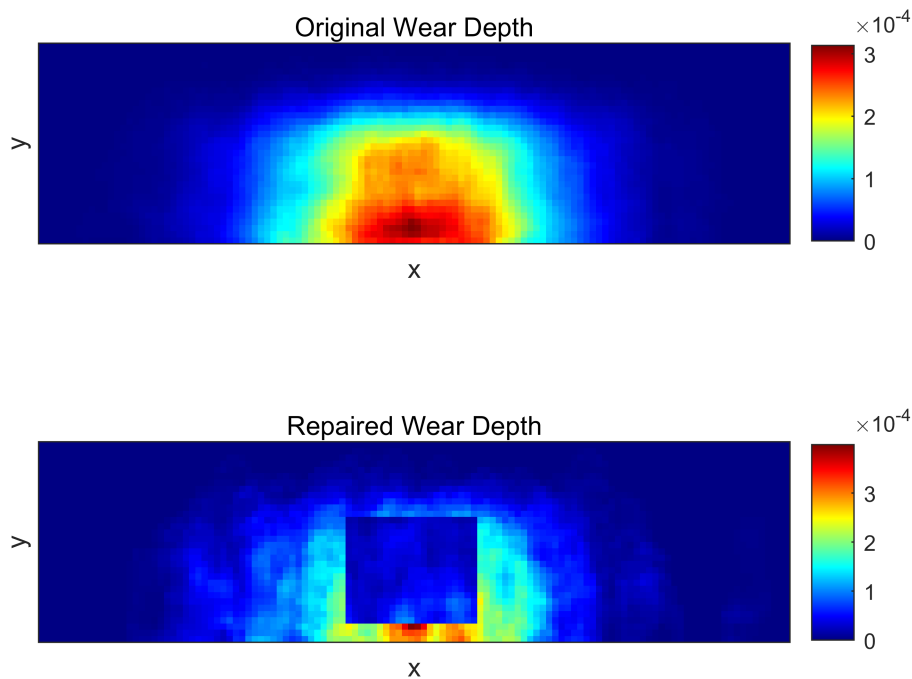 Original Wear Depth
×10-4
3
2
1
0
y
x
Repaired Wear Depth
×10-4
3
2
1
0
y
x